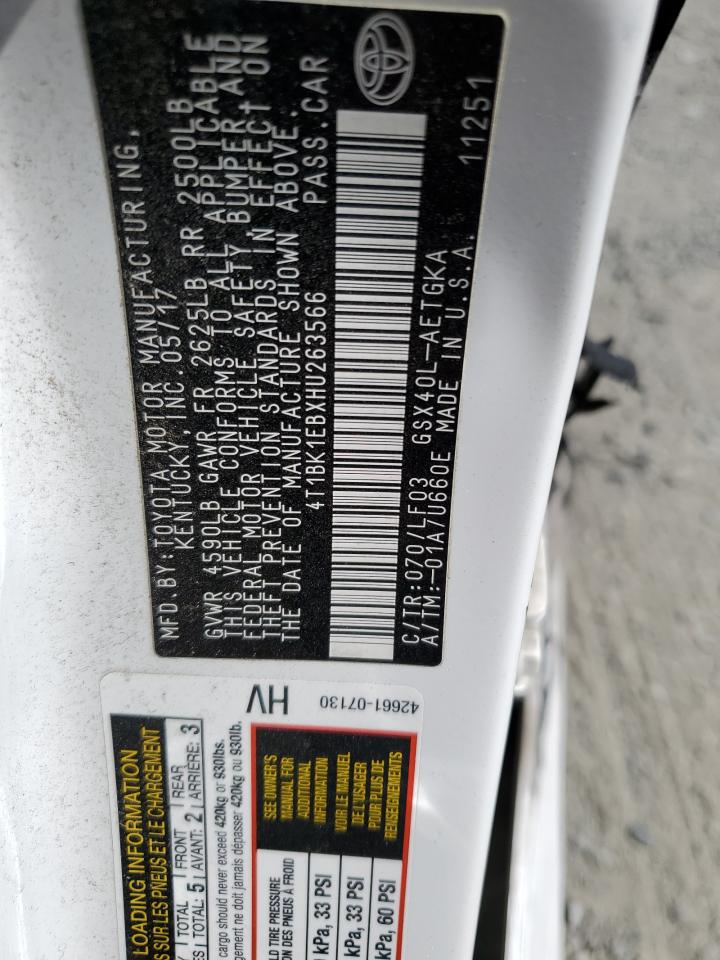 MFD.BY:TOYOTA MOTOR MANUFACTURING,
KENTUCKY, INC.05/17
GVWR 4590LB GAWR FR 2625LB RR 2500LB
THIS VEHICLE CONFORMS TO ALL APPLICABLE
FEDERAL MOTOR VEHICLE SAFETY,BUMPER,AND
THEFT PREVENTION STANDARDS IN EFFECT ON
THE DATE OF MANUFACTURE SHOWN ABOVE.
4T1BK1EBXHU263566 PASS.CAR
C/TR:070/LF03 GSX40L-AETGKA
A/TM:-01A/U660E MADE IN U.S.A. 11251
HV
42661-07130
LOADING INFORMATION
SUR LES PNEUS ET LE CHARGEMENT
TOTAL FRONT REAR
TOTAL: 5 AVANT: 2 ARRIÈRE: 3
cargo should never exceed 420kg or 930lbs.
ne doit jamais dépasser 420kg ou 930lb.
SEE OWNER'S
MANUAL FOR
ADDITIONAL
INFORMATION
VOIR LE MANUEL
DE L'USAGER
POUR PLUS DE
RENSEIGNEMENTS
TIRE PRESSURE
DES PNEUS À FROID
kPa, 33 PSI
kPa, 33 PSI
kPa, 60 PSI